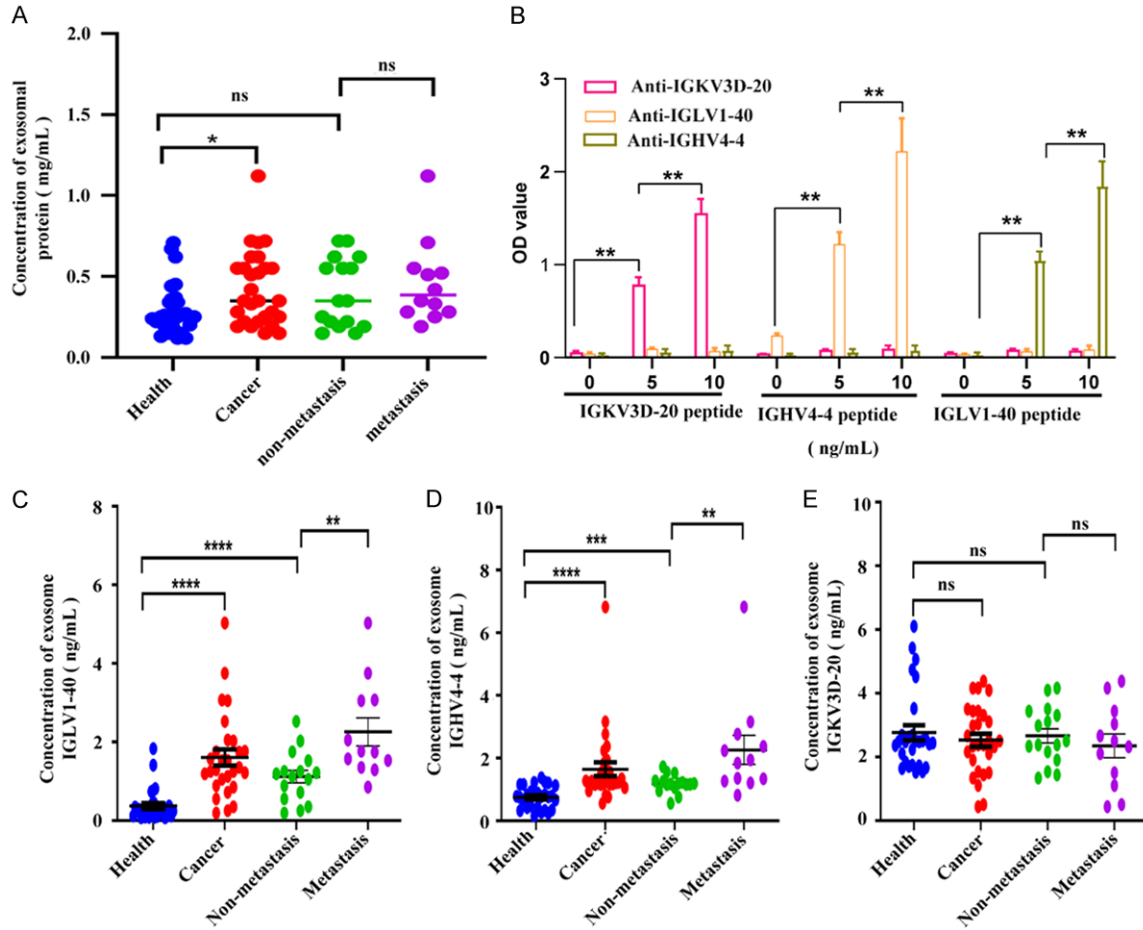 A
Concentration of exosomal
protein ( mg/mL)
2.0
1.5
1.0
0.5
0.0
ns
ns
*
Health
Cancer
non-metastasis
metastasis
B
OD value
3
2
1
0
Anti-IGKV3D-20
Anti-IGLV1-40
Anti-IGHV4-4
**
**
**
**
**
**
0 5 10 0 5 10 0 5 10
IGKV3D-20 peptide IGHV4-4 peptide IGLV1-40 peptide
( ng/mL)
C
Concentration of exosome
IGLV1-40 ( ng/mL)
8
6
4
2
0
**
****
****
Health
Cancer
Non-metastasis
Metastasis
D
Concentration of exosome
IGHV4-4 ( ng/mL)
10
8
6
4
2
0
**
***
****
Health
Cancer
Non-metastasis
Metastasis
E
Concentration of exosome
IGKV3D-20 ( ng/mL)
10
8
6
4
2
0
ns
ns
ns
Health
Cancer
Non-metastasis
Metastasis